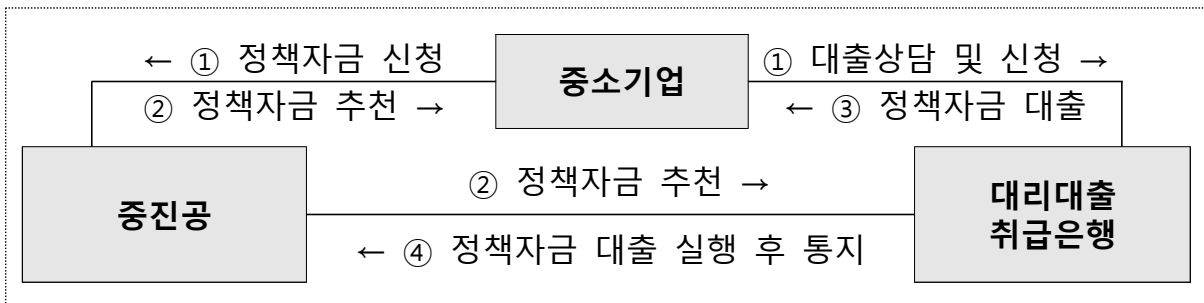 ← ① 정책자금 신청
② 정책자금 추천 →
중소기업
① 대출상담 및 신청 →
← ③ 정책자금 대출
중진공
② 정책자금 추천 →
← ④ 정책자금 대출 실행 후 통지
대리대출
취급은행